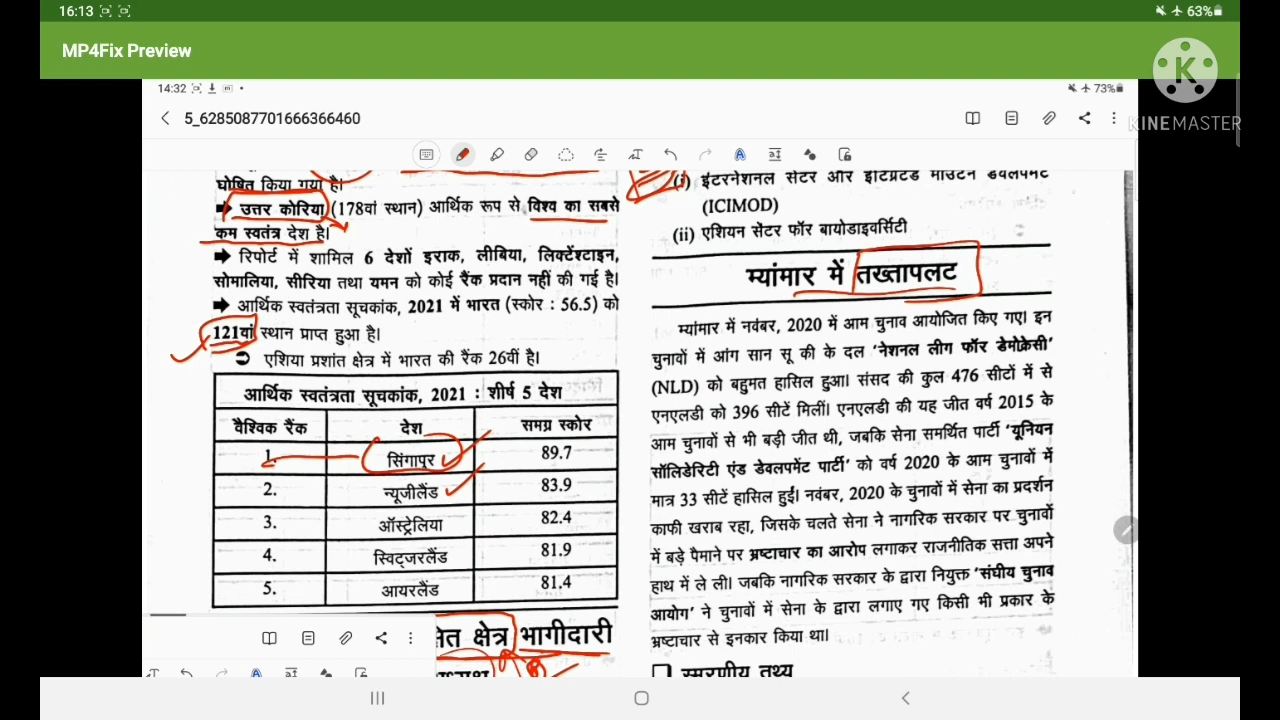 16:13
63%
MP4Fix Preview
KINEMASTER
14:32
73%
5_6285087701666366460
घोषित किया गया है।
➡ उत्तर कोरिया (178वां स्थान) आर्थिक रूप से विश्व का सबसे
कम स्वतंत्र देश है।
➡ रिपोर्ट में शामिल 6 देशों इराक, लीबिया, लिक्टेंश्टाइन,
सोमालिया, सीरिया तथा यमन को कोई रैंक प्रदान नहीं की गई है।
➡ आर्थिक स्वतंत्रता सूचकांक, 2021 में भारत (स्कोर : 56.5) को
121वां स्थान प्राप्त हुआ है।
➲ एशिया प्रशांत क्षेत्र में भारत की रैंक 26वीं है।
आर्थिक स्वतंत्रता सूचकांक, 2021 : शीर्ष 5 देश
वैश्विक रैंक देश समग्र स्कोर
1. सिंगापुर 89.7
2. न्यूजीलैंड 83.9
3. ऑस्ट्रेलिया 82.4
4. स्विट्जरलैंड 81.9
5. आयरलैंड 81.4
क्षेत्र भागीदारी
(i) इंटरनेशनल सेंटर और इंटिग्रेटेड माउंटेन डेवलपमेंट
(ICIMOD)
(ii) एशियन सेंटर फॉर बायोडाइवर्सिटी
म्यांमार में तख्तापलट
म्यांमार में नवंबर, 2020 में आम चुनाव आयोजित किए गए। इन
चुनावों में आंग सान सू की के दल 'नेशनल लीग फॉर डेमोक्रेसी'
(NLD) को बहुमत हासिल हुआ। संसद की कुल 476 सीटों में से
एनएलडी को 396 सीटें मिलीं। एनएलडी की यह जीत वर्ष 2015 के
आम चुनावों से भी बड़ी जीत थी, जबकि सेना समर्थित पार्टी 'यूनियन
सॉलिडेरिटी एंड डेवलपमेंट पार्टी' को वर्ष 2020 के आम चुनावों में
मात्र 33 सीटें हासिल हुईं। नवंबर, 2020 के चुनावों में सेना का प्रदर्शन
काफी खराब रहा, जिसके चलते सेना ने नागरिक सरकार पर चुनावों
में बड़े पैमाने पर भ्रष्टाचार का आरोप लगाकर राजनीतिक सत्ता अपने
हाथ में ले ली। जबकि नागरिक सरकार के द्वारा नियुक्त 'संघीय चुनाव
आयोग' ने चुनावों में सेना के द्वारा लगाए गए किसी भी प्रकार के
भ्रष्टाचार से इनकार किया था।
❑ स्मरणीय तथ्य